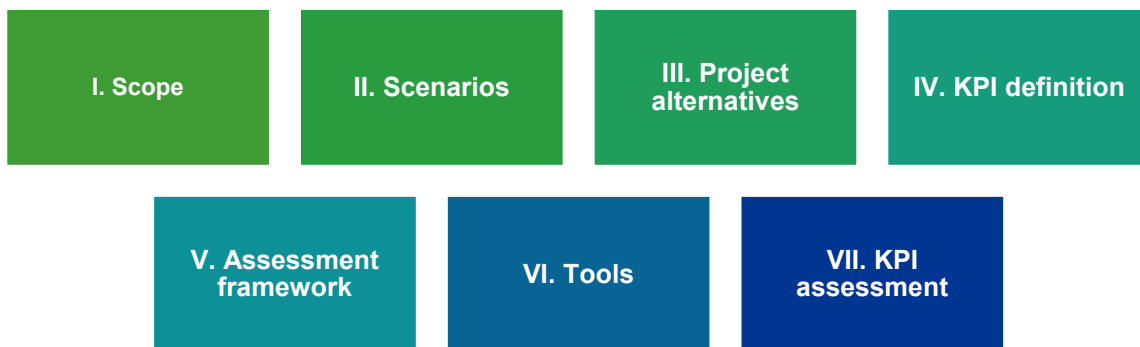 I. Scope
II. Scenarios
III. Project
alternatives
IV. KPI definition
V. Assessment
framework
VI. Tools
VII. KPI
assessment